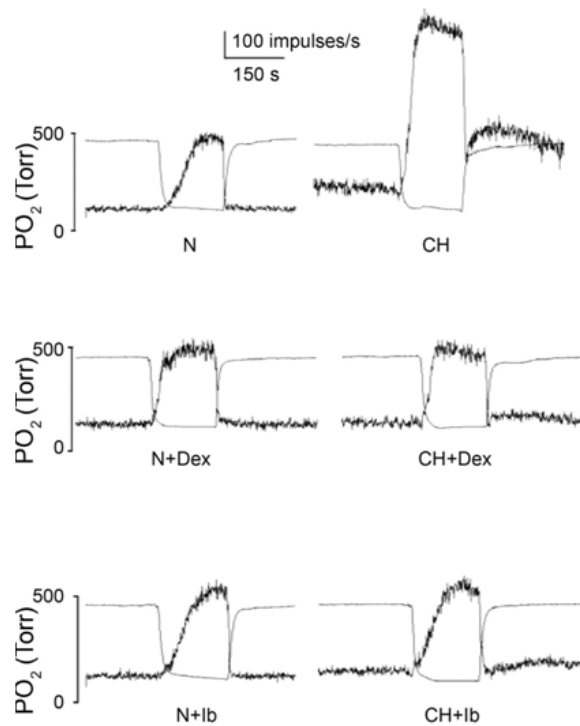 100 impulses/s
150 s
500
PO₂ (Torr)
0
N
CH
500
PO₂ (Torr)
0
N+Dex
CH+Dex
500
PO₂ (Torr)
0
N+Ib
CH+Ib